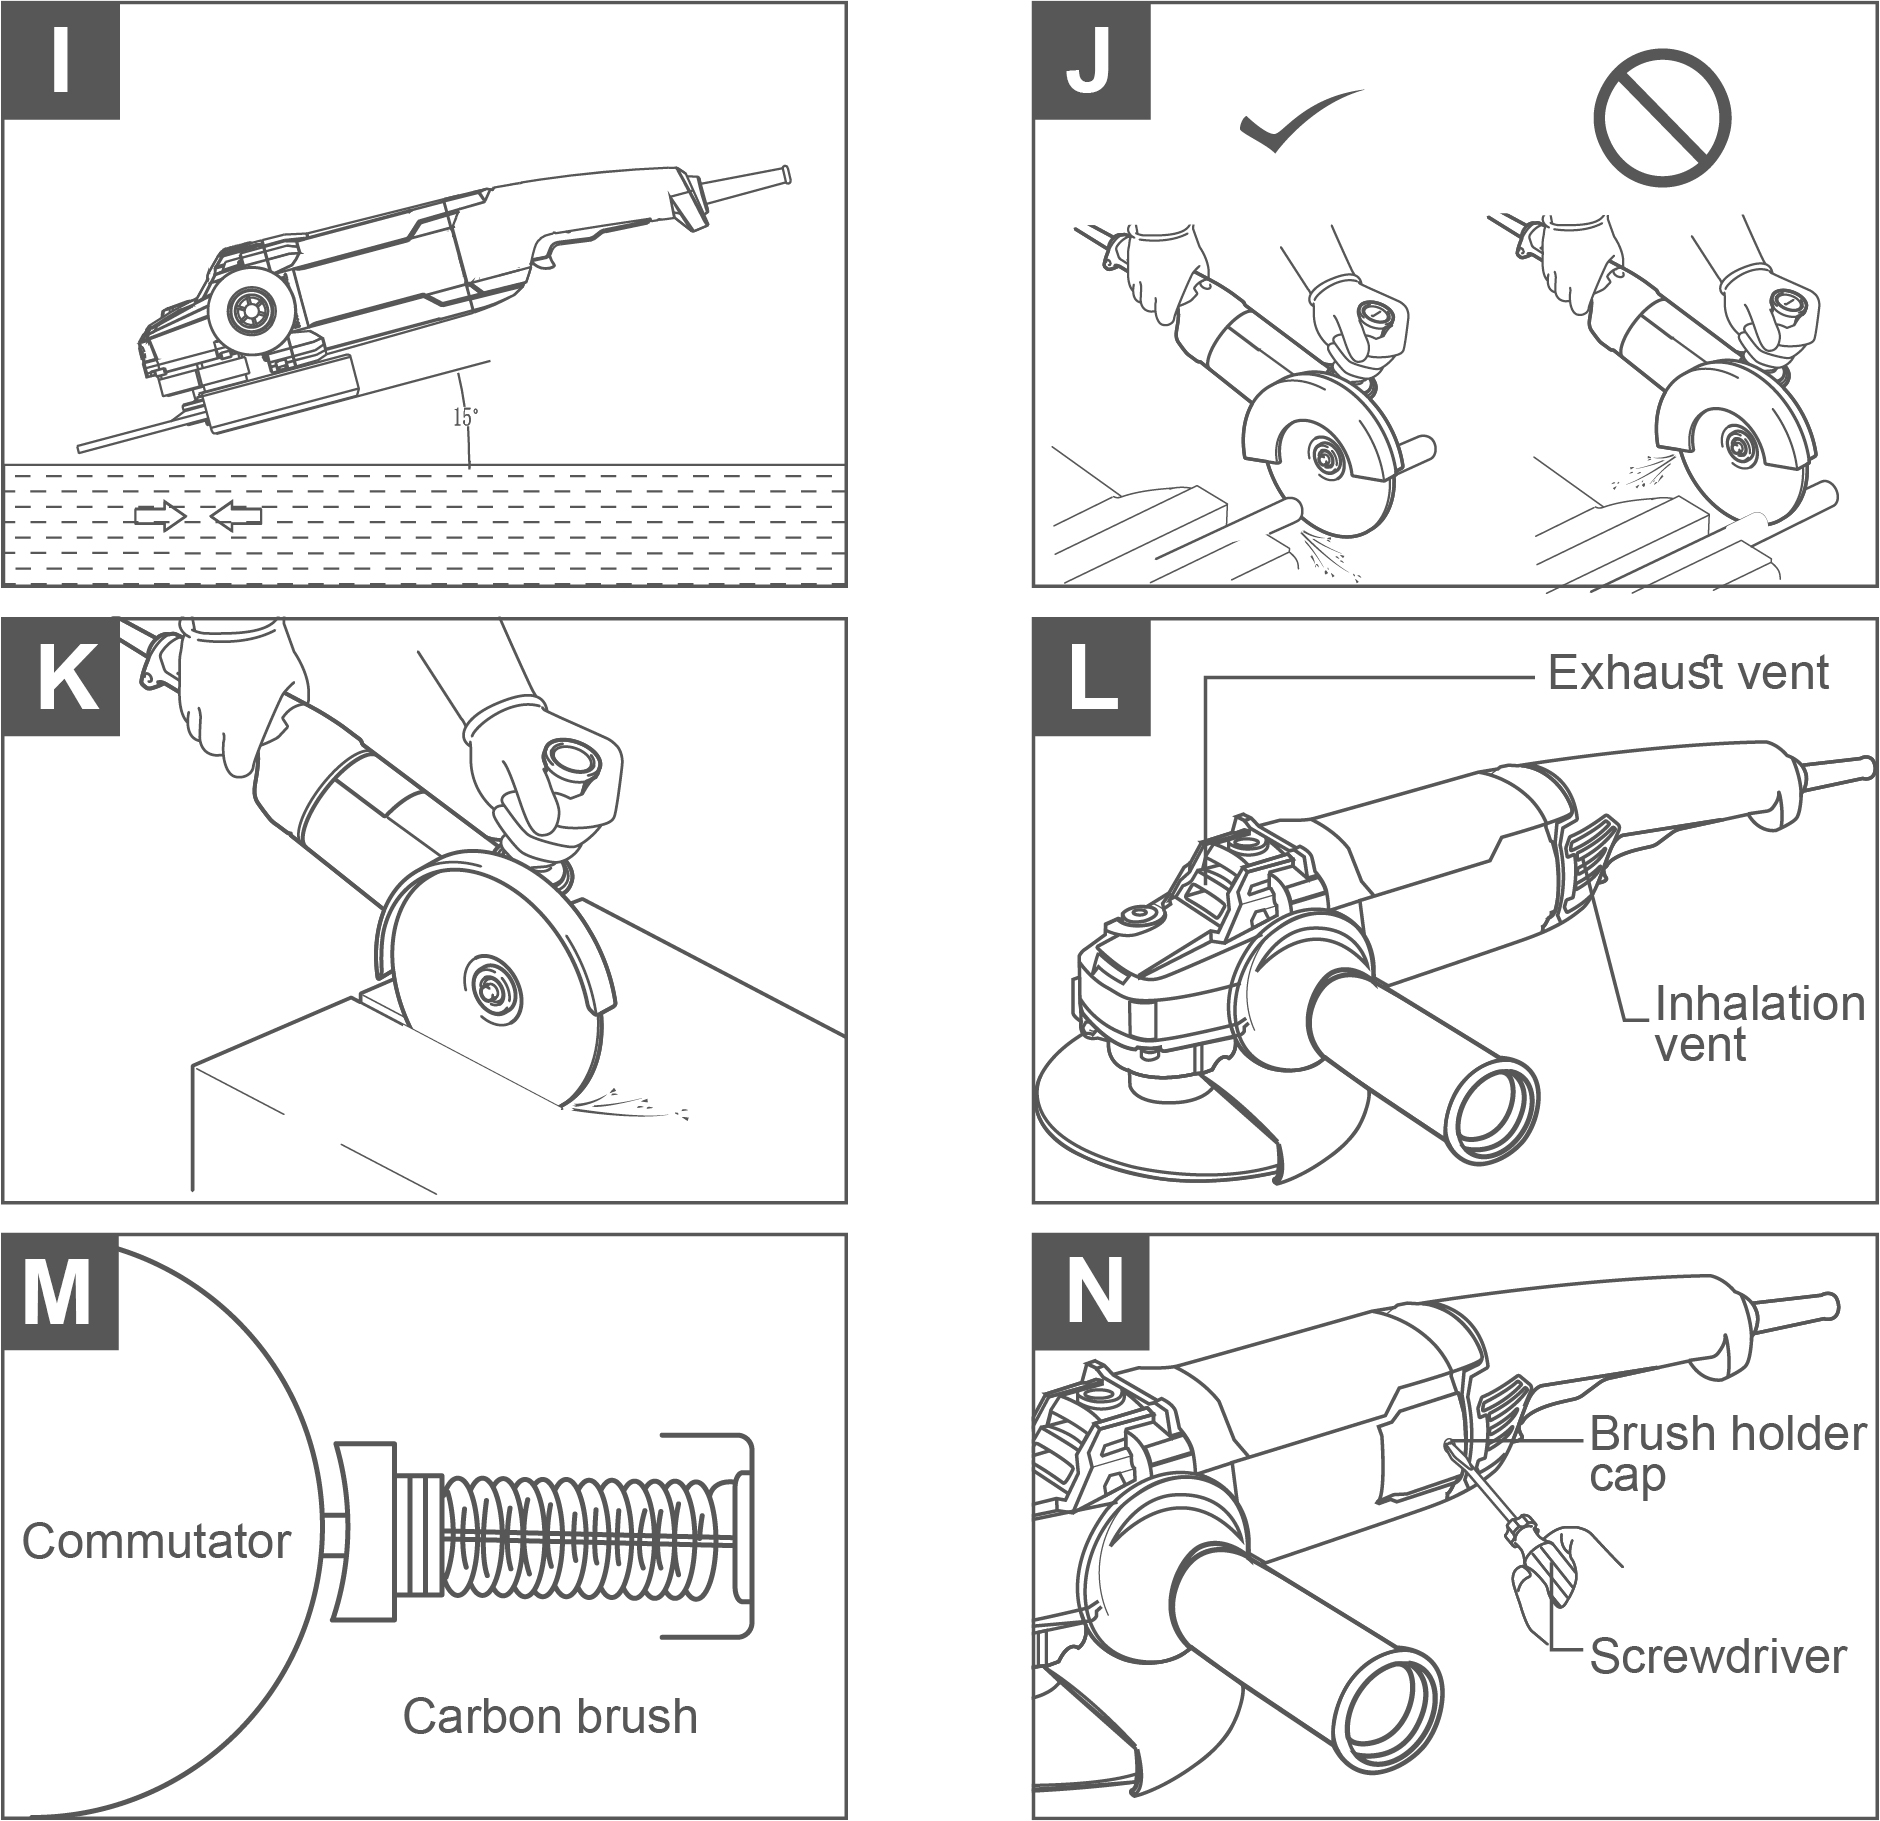 I
15°
J
K
L
Exhaust vent
Inhalation
vent
M
Commutator
Carbon brush
N
Brush holder
cap
Screwdriver